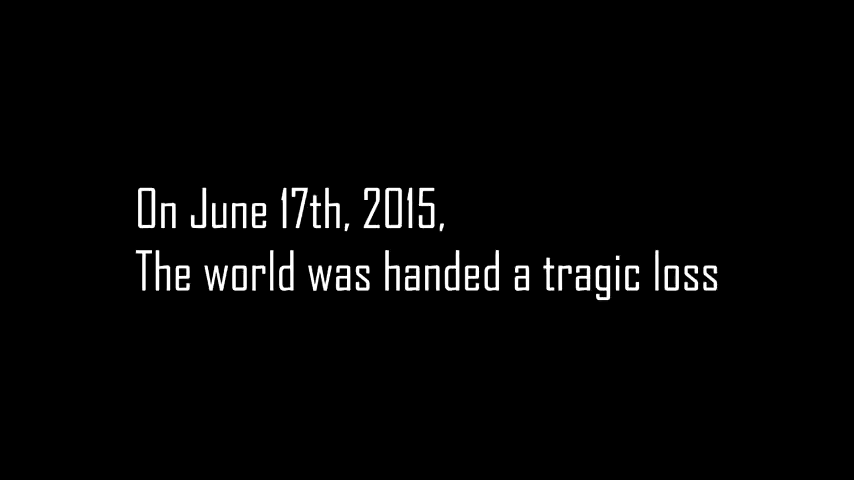 On June 17th, 2015,
The world was handed a tragic loss